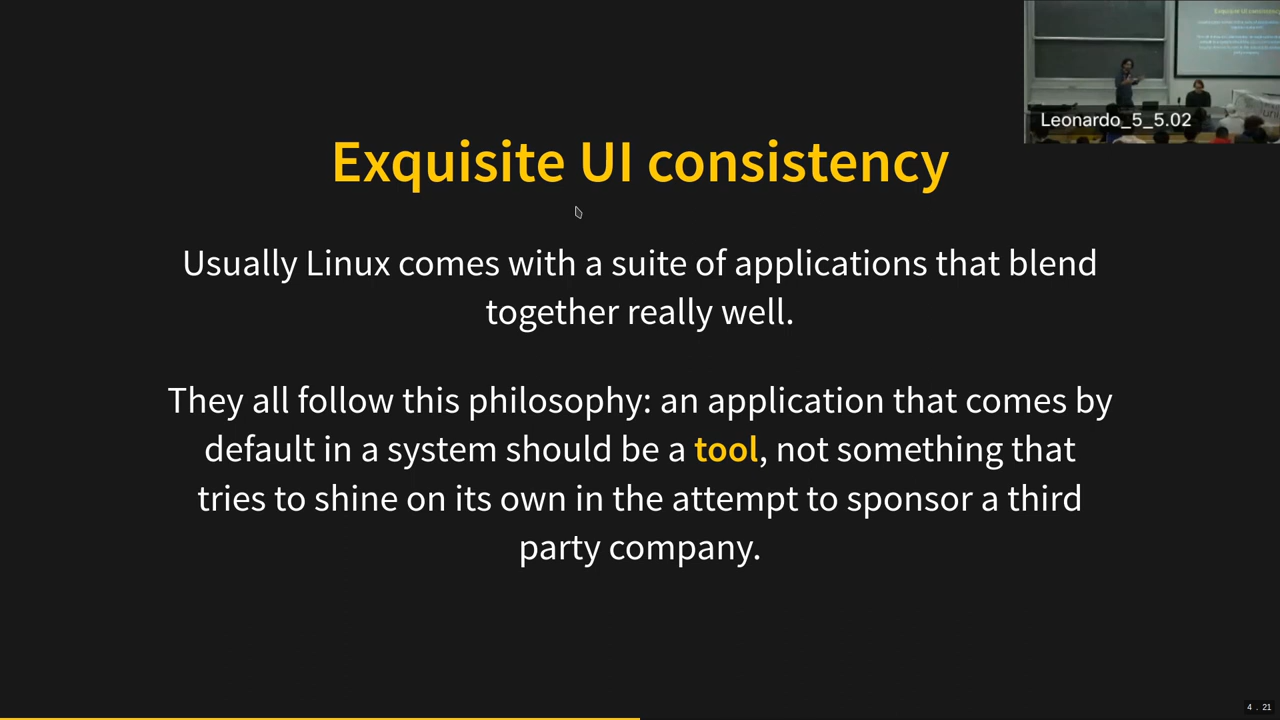 Leonardo_5_5.02
Exquisite UI consistency
Usually Linux comes with a suite of applications that blend
together really well.
They all follow this philosophy: an application that comes by
default in a system should be a tool, not something that
tries to shine on its own in the attempt to sponsor a third
party company.
4 . 21